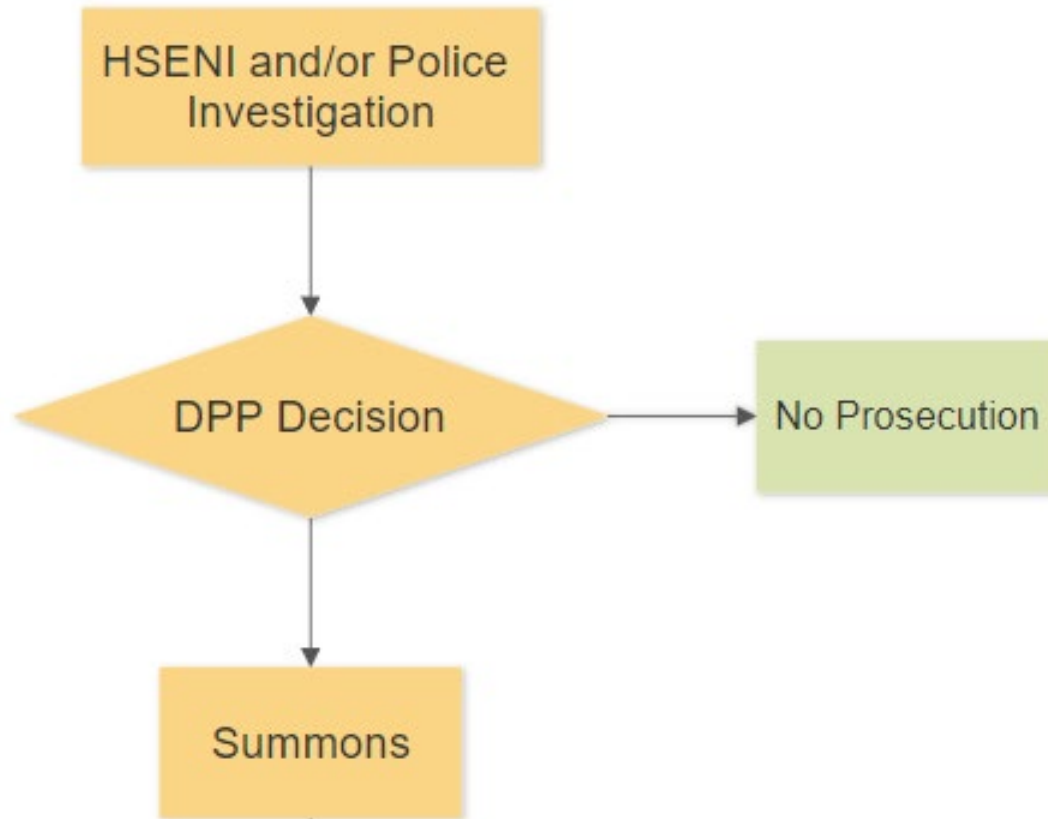 HSENI and/or Police
Investigation
DPP Decision
No Prosecution
Summons